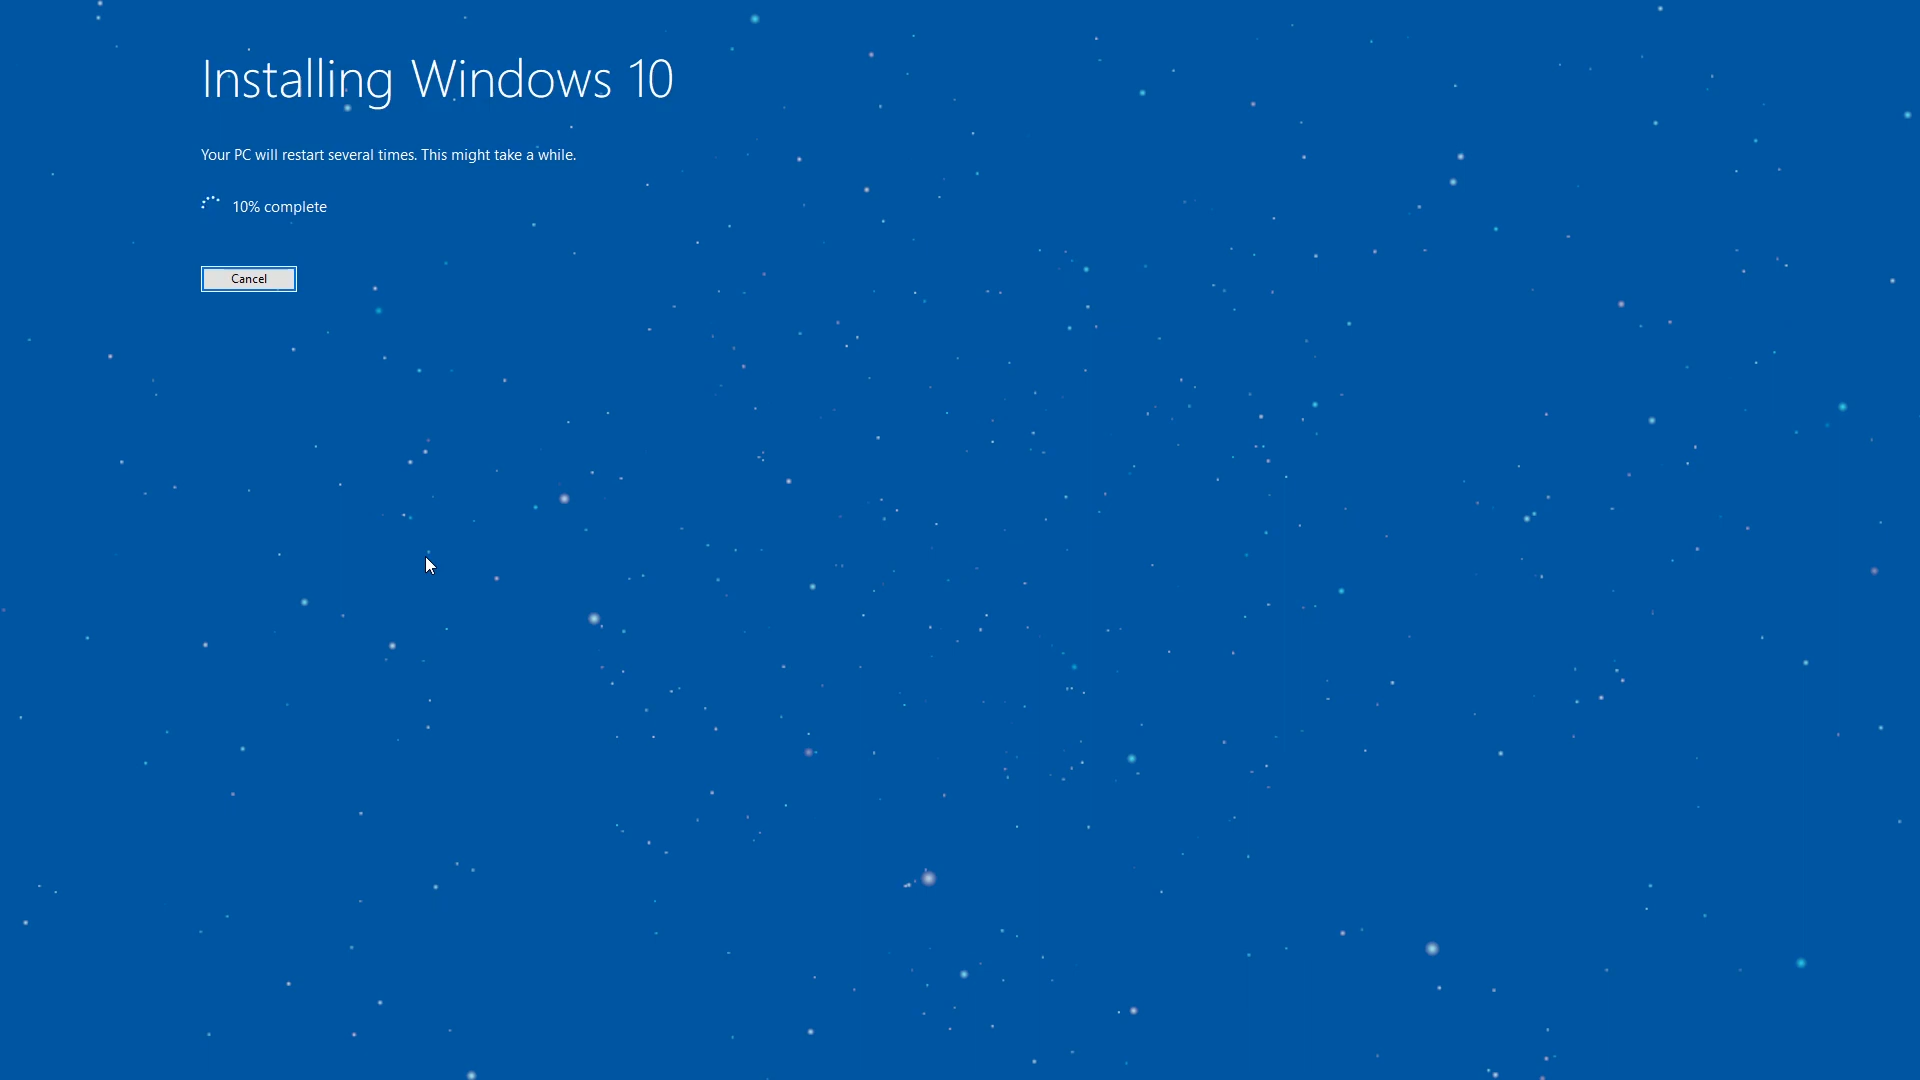 Installing Windows 10
Your PC will restart several times. This might take a while.
10% complete
Cancel